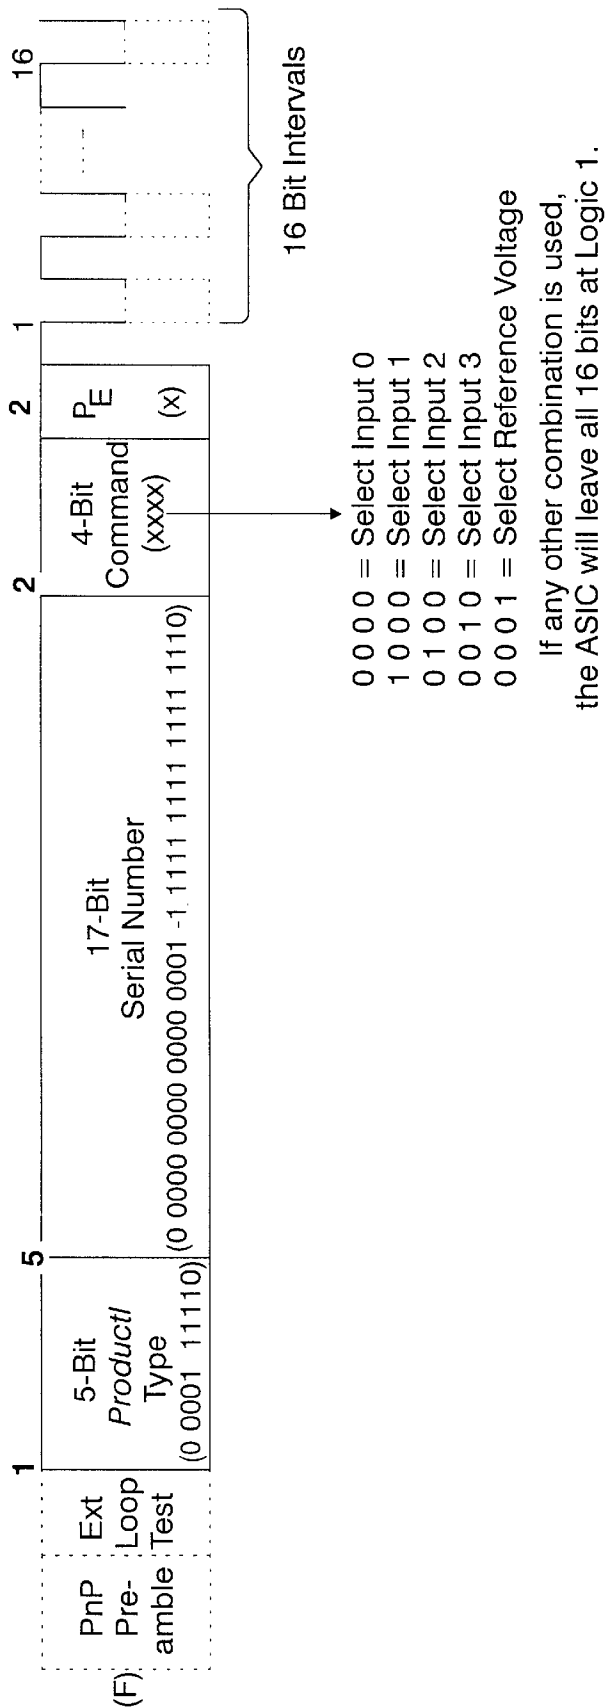 (F)
PnP
Pre-
amble
Ext
Loop
Test
1
5-Bit
Productl
Type
(0 0001 11110)
5
17-Bit
Serial Number
(0 0000 0000 0000 0001 -1 1111 1111 1111 1110)
2
4-Bit
Command
(xxxx)
2
PE
(x)
1
16
16 Bit Intervals
0 0 0 0 = Select Input 0
1 0 0 0 = Select Input 1
0 1 0 0 = Select Input 2
0 0 1 0 = Select Input 3
0 0 0 1 = Select Reference Voltage
If any other combination is used,
the ASIC will leave all 16 bits at Logic 1.